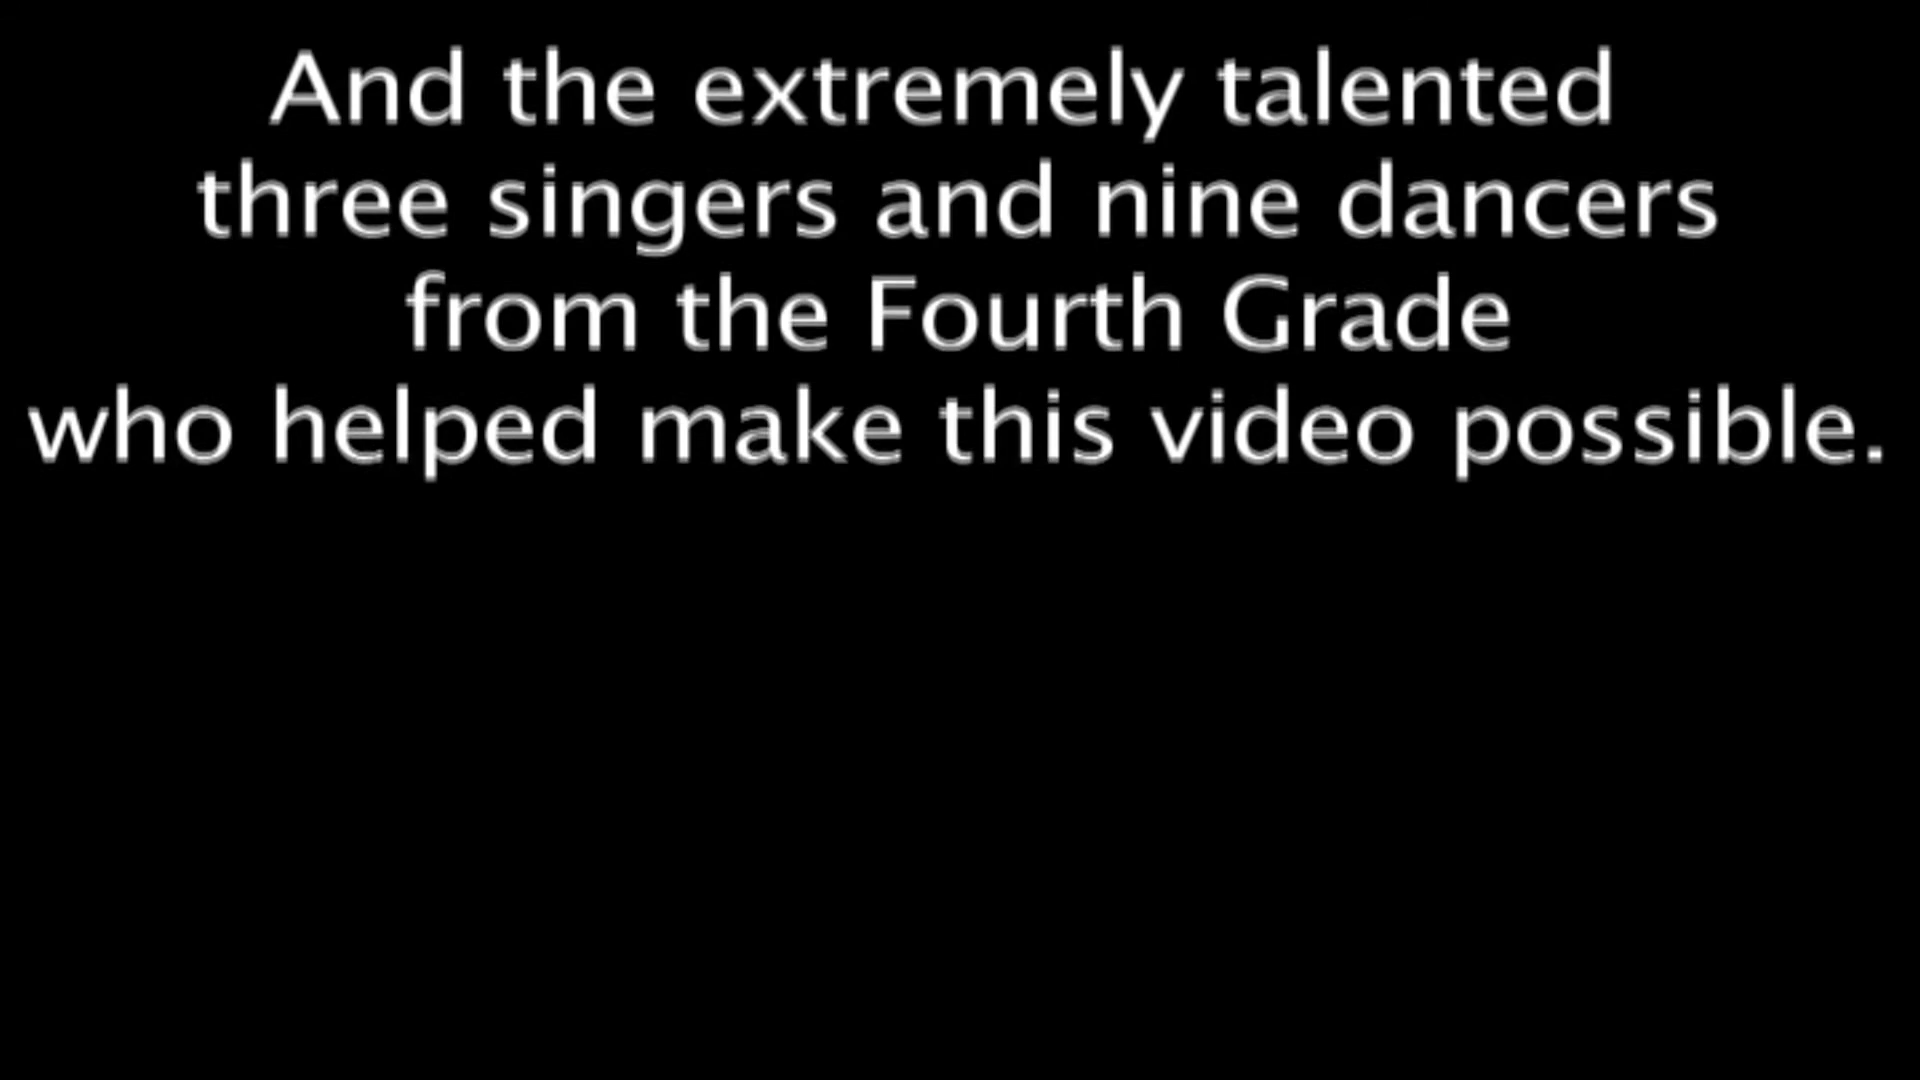 And the extremely talented
three singers and nine dancers
from the Fourth Grade
who helped make this video possible.